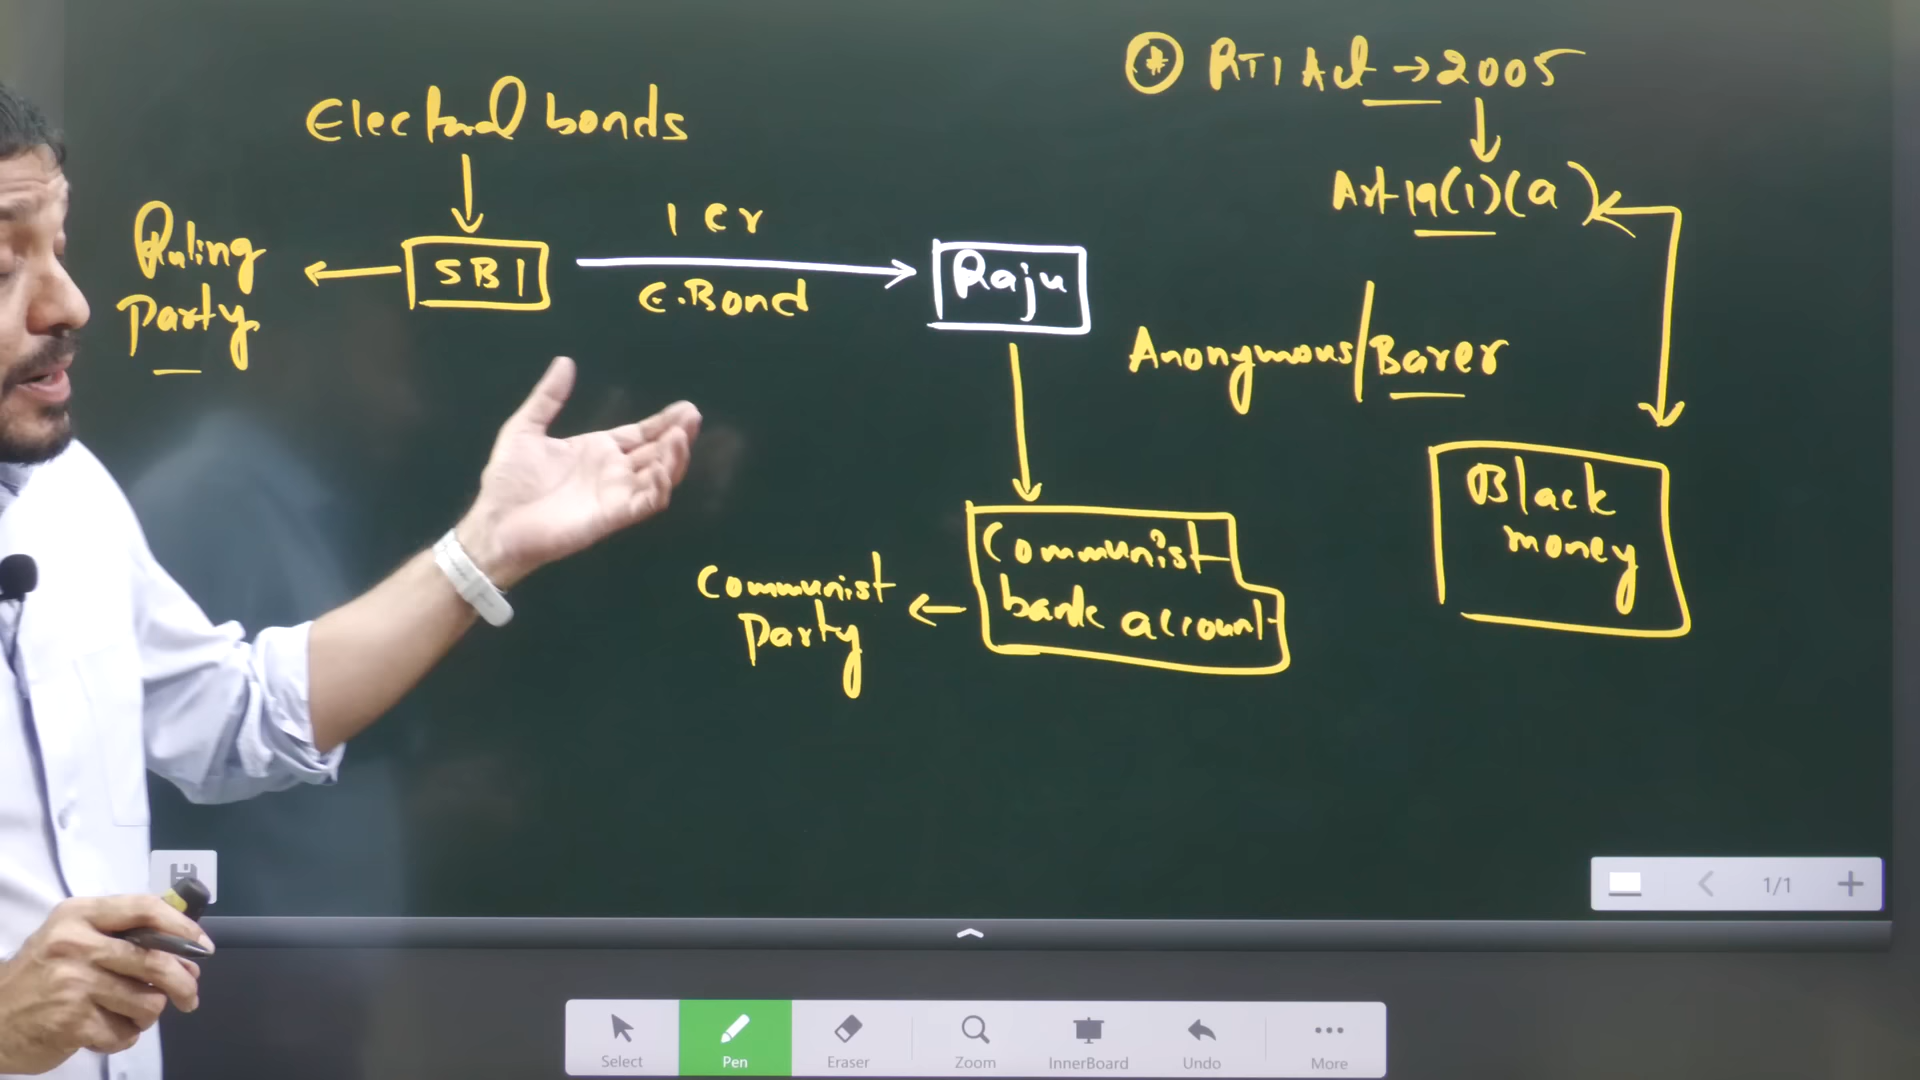 Electoral bonds
SBI
Ruling
Party
1 Cr
E.Bond
Raju
Communist
bank account
Communist
Party
RTI Act → 2005
Art 19(1)(a)
Anonymous/Barer
Black
money
1/1
Select
Pen
Eraser
Zoom
InnerBoard
Undo
More